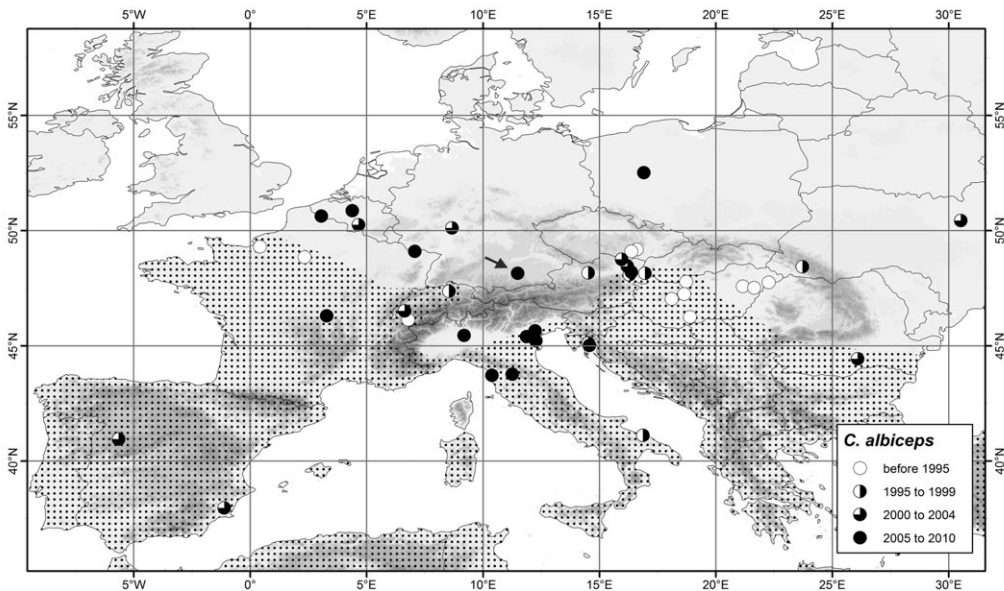 5°W 0° 5°E 10°E 15°E 20°E 25°E 30°E
55°N 55°N
50°N 50°N
45°N 45°N
40°N 40°N
C. albiceps
before 1995
1995 to 1999
2000 to 2004
2005 to 2010
5°W 0° 5°E 10°E 15°E 20°E 25°E 30°E